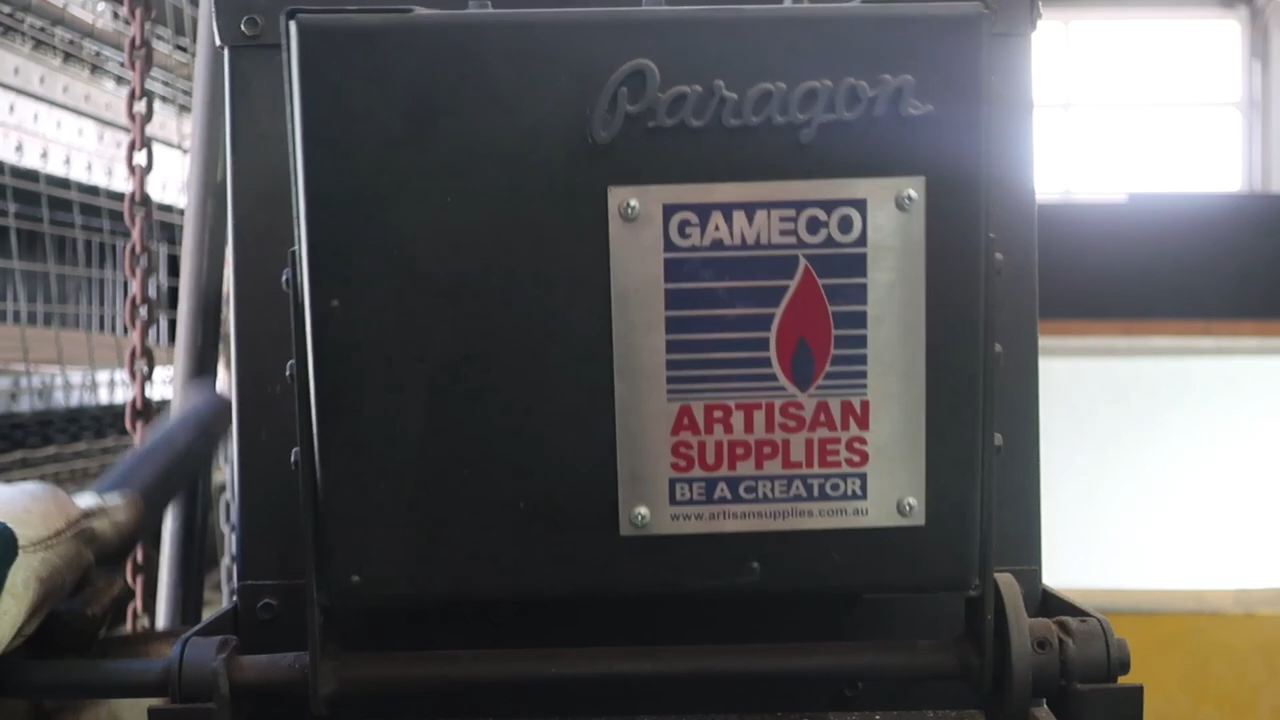 Paragon
GAMECO
ARTISAN
SUPPLIES
BE A CREATOR
www.artisansupplies.com.au